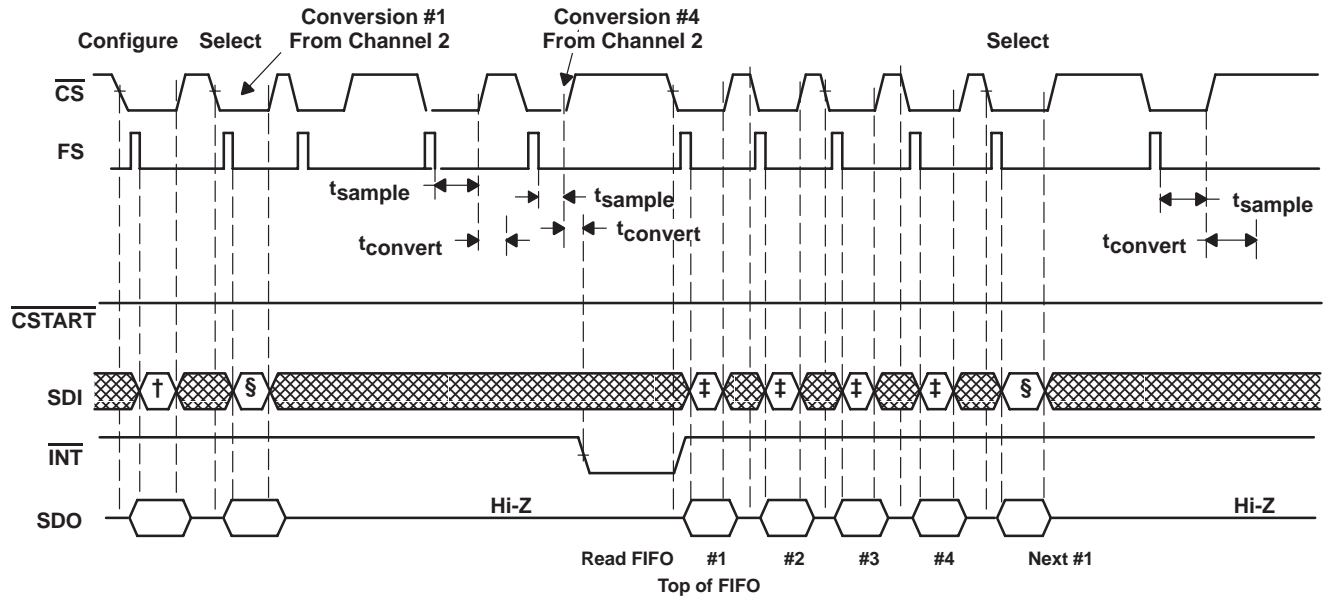 Configure
Select
Conversion #1
From Channel 2
Conversion #4
From Channel 2
Select
CS
FS
tsample
tsample
tsample
tconvert
tconvert
tconvert
CSTART
SDI
†
§
‡
‡
‡
‡
§
INT
SDO
Hi-Z
Hi-Z
Read FIFO
#1
#2
#3
#4
Next #1
Top of FIFO